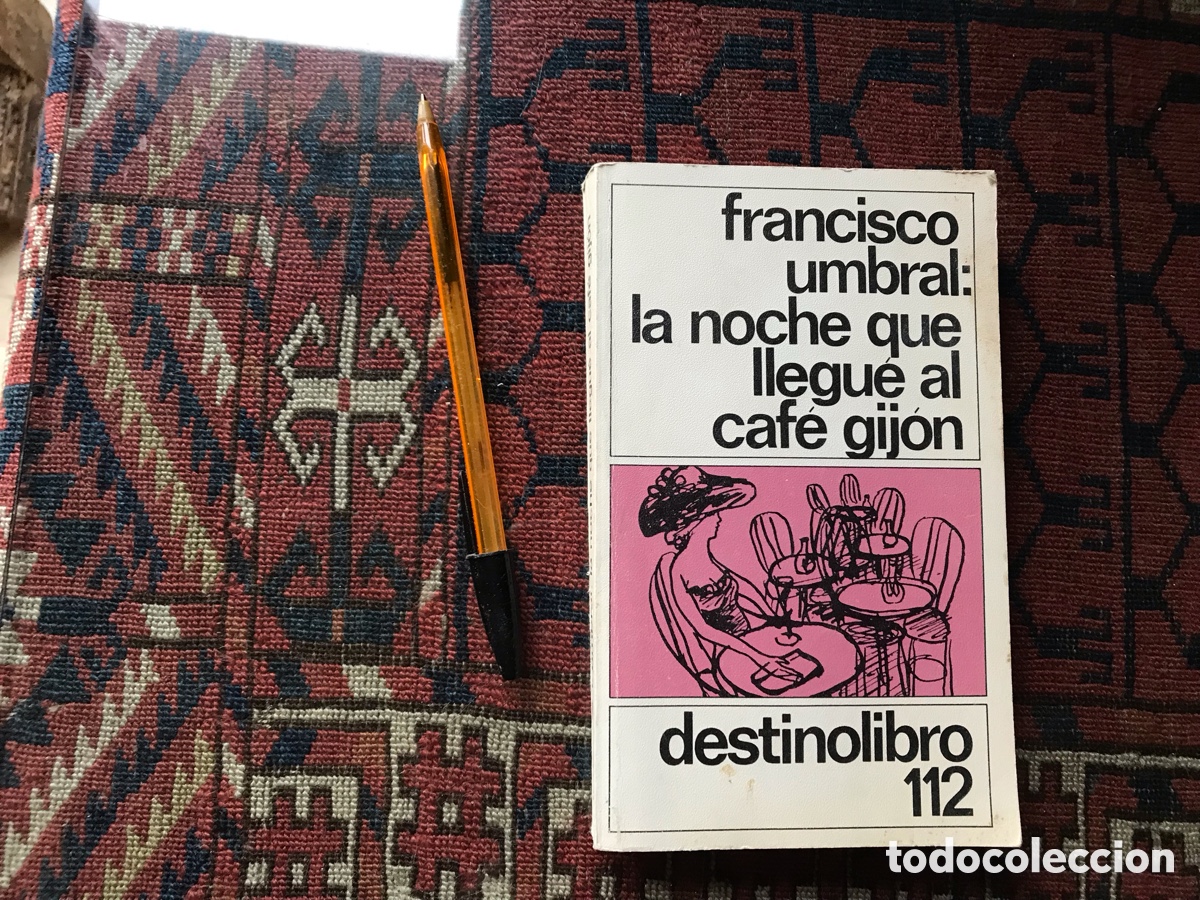 francisco
umbral:
la noche que
llegué al
café gijón
destinolibro
112
todocoleccion